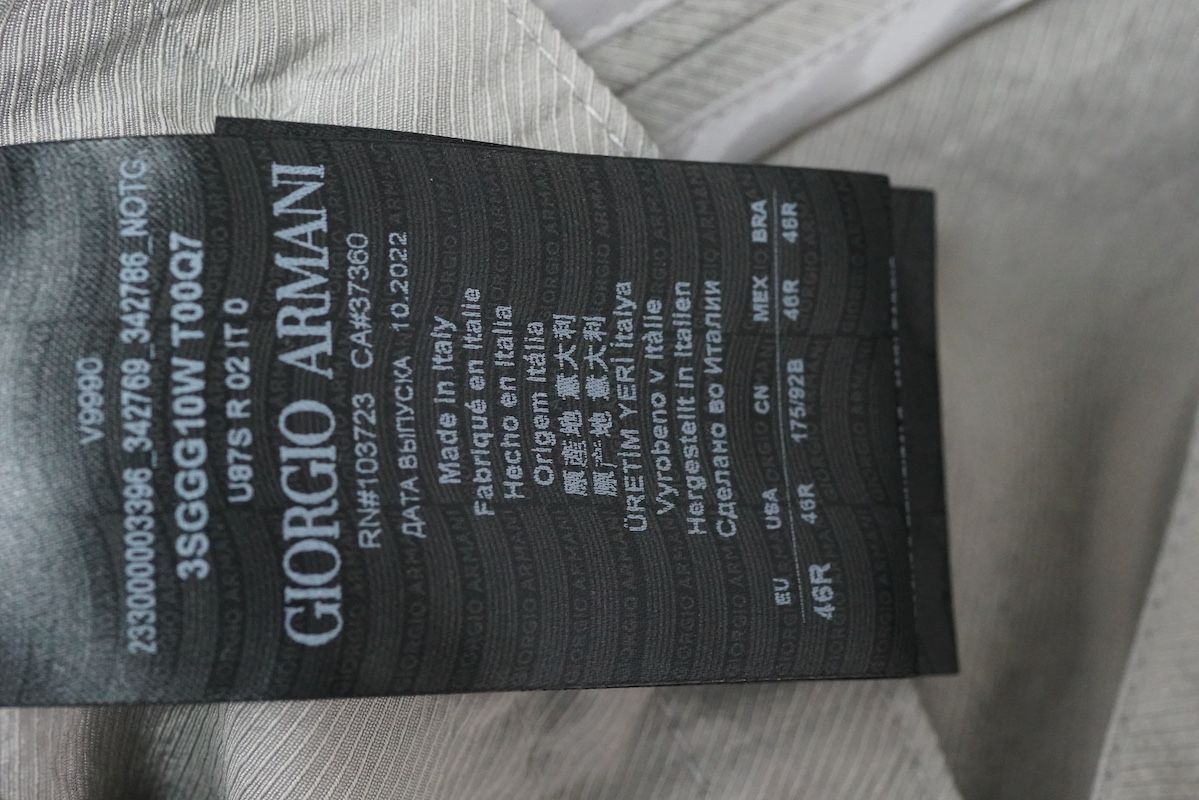 V9990
2330000003396_342769_342786_NOTG
3SGGG10W T00Q7
U87S R 02 IT 0
GIORGIO ARMANI
RN#103723 CA#37360
ДАТА ВЫПУСКА 10.2022
Made in Italy
Fabriqué en Italie
Hecho en Italia
Origem Itália
原產地 意大利
原产地 意大利
ÜRETİM YERİ İtalya
Vyrobeno v Itálie
Hergestellt in Italien
Сделано во Италии
EU USA CN MEX BRA
46R 46R 175/92B 46R 46R